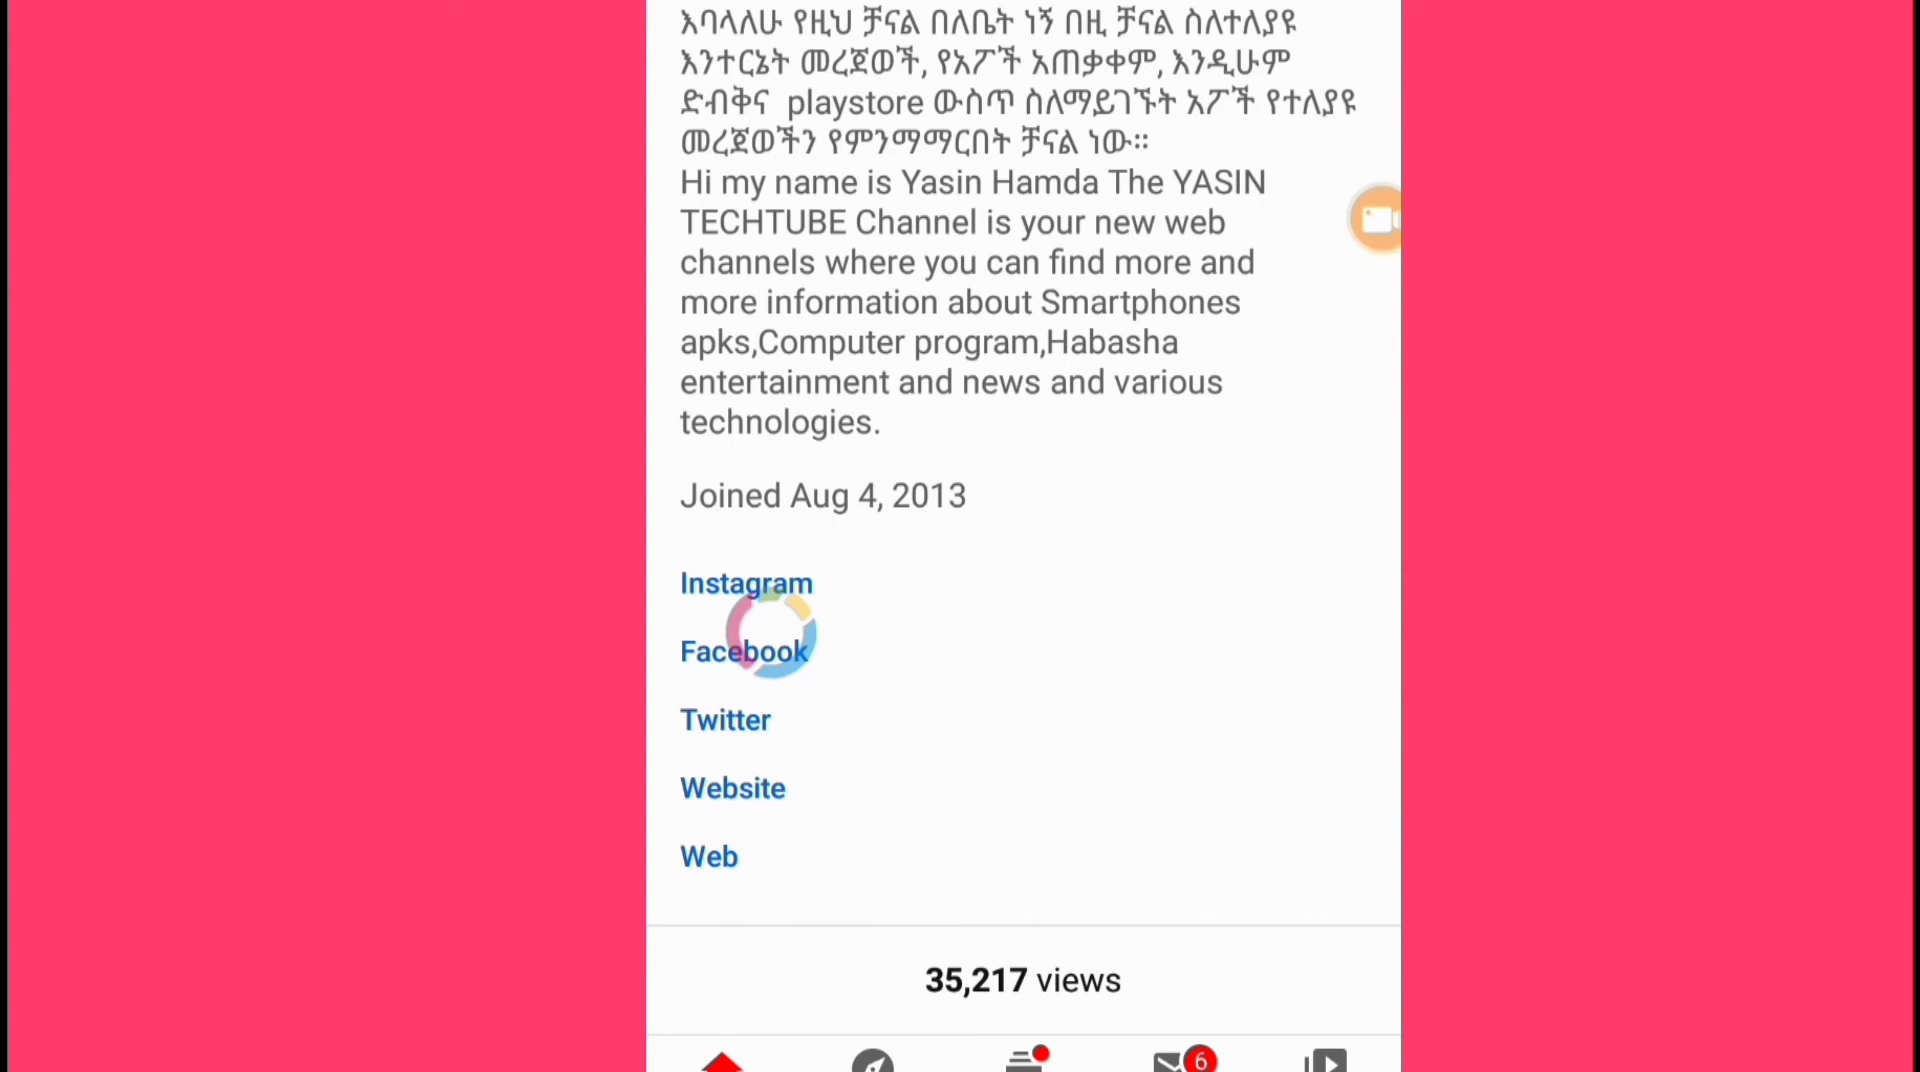 እባላለሁ የዚህ ቻናል በለቤት ነኝ በዚ ቻናል ስለተለያዩ
እንተርኔት መረጀወች, የአፖች አጠቃቀም, እንዲሁም
ድብቅና playstore ውስጥ ስለማይገኙት አፖች የተለያዩ
መረጀወችን የምንማማርበት ቻናል ነው።
Hi my name is Yasin Hamda The YASIN
TECHTUBE Channel is your new web
channels where you can find more and
more information about Smartphones
apks,Computer program,Habasha
entertainment and news and various
technologies.
Joined Aug 4, 2013
Instagram
Facebook
Twitter
Website
Web
35,217 views
6